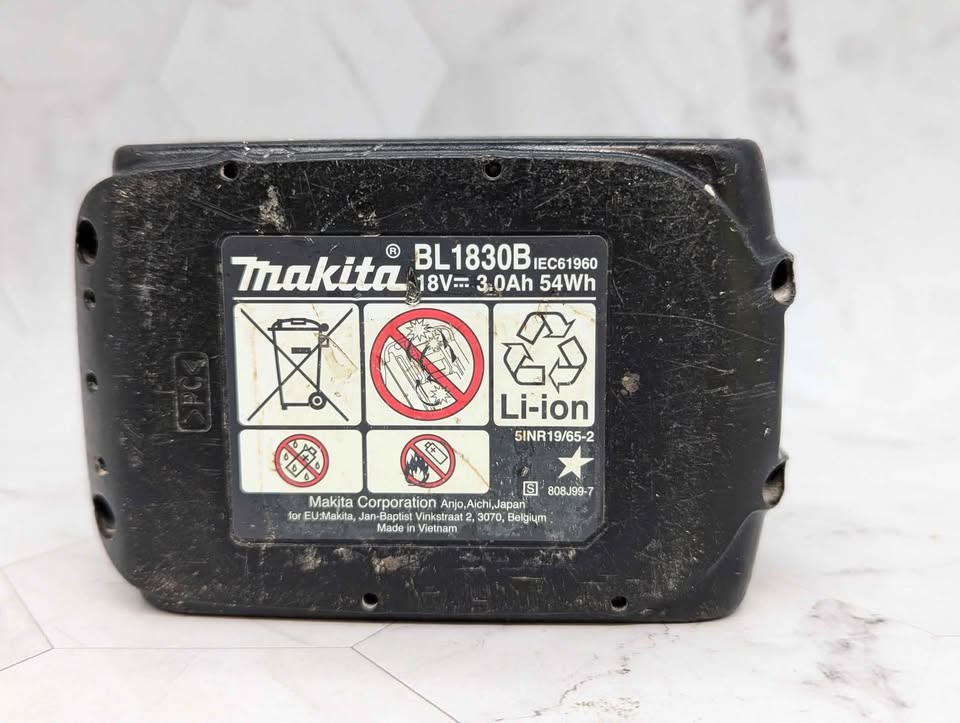 makita® BL1830B IEC61960
18V⎓ 3.0Ah 54Wh
Li-ion
5INR19/65-2
S 808J99-7
Makita Corporation Anjo,Aichi,Japan
for EU:Makita, Jan-Baptist Vinkstraat 2, 3070, Belgium
Made in Vietnam
>PC<